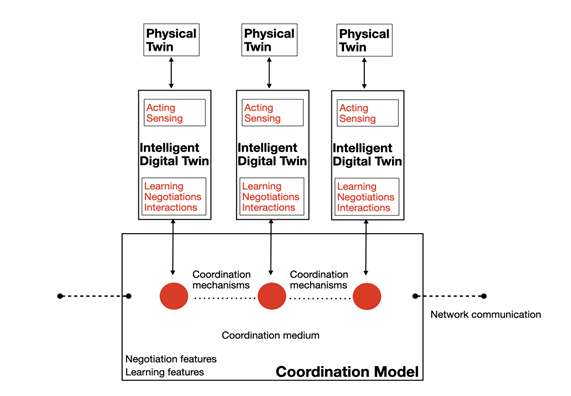 Physical
Twin
Physical
Twin
Physical
Twin
Acting
Sensing
Intelligent
Digital Twin
Learning
Negotiations
Interactions
Acting
Sensing
Intelligent
Digital Twin
Learning
Negotiations
Interactions
Acting
Sensing
Intelligent
Digital Twin
Learning
Negotiations
Interactions
Coordination
mechanisms
Coordination
mechanisms
Network communication
Coordination medium
Negotiation features
Learning features
Coordination Model